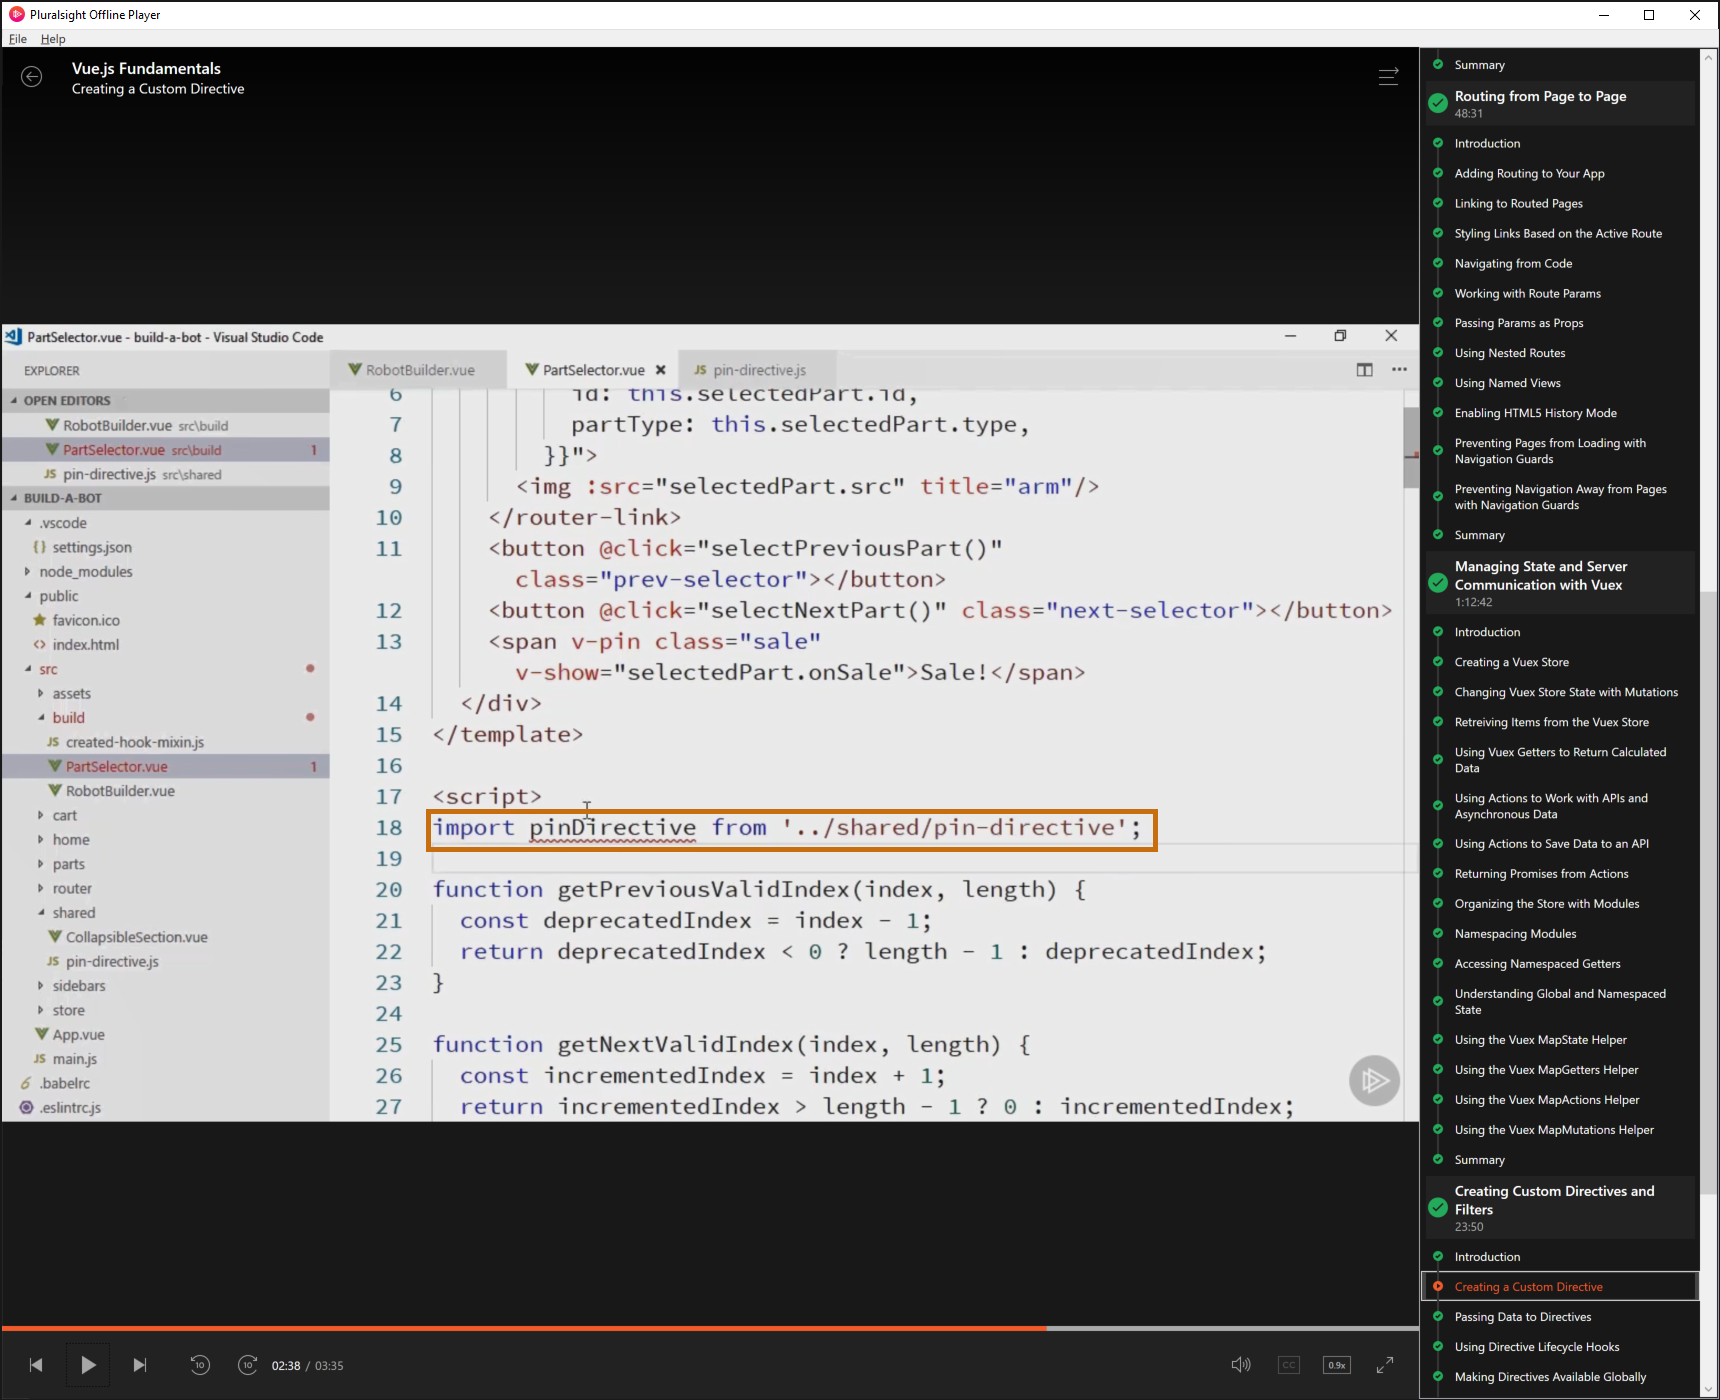 Pluralsight Offline Player
File Help
Vue.js Fundamentals
Creating a Custom Directive
PartSelector.vue - build-a-bot - Visual Studio Code
EXPLORER
OPEN EDITORS
RobotBuilder.vue src\build
PartSelector.vue src\build 1
JS pin-directive.js src\shared
BUILD-A-BOT
.vscode
{} settings.json
node_modules
public
favicon.ico
<> index.html
src
assets
build
JS created-hook-mixin.js
PartSelector.vue 1
RobotBuilder.vue
cart
home
parts
router
shared
CollapsibleSection.vue
JS pin-directive.js
sidebars
store
App.vue
JS main.js
.babelrc
.eslintrc.js
RobotBuilder.vue PartSelector.vue JS pin-directive.js
6 id: this.selectedPart.id,
7 partType: this.selectedPart.type,
8 }}">
9 <img :src="selectedPart.src" title="arm"/>
10 </router-link>
11 <button @click="selectPreviousPart()"
class="prev-selector"></button>
12 <button @click="selectNextPart()" class="next-selector"></button>
13 <span v-pin class="sale"
v-show="selectedPart.onSale">Sale!</span>
14 </div>
15 </template>
16
17 <script>
18 import pinDirective from '../shared/pin-directive';
19
20 function getPreviousValidIndex(index, length) {
21 const deprecatedIndex = index - 1;
22 return deprecatedIndex < 0 ? length - 1 : deprecatedIndex;
23 }
24
25 function getNextValidIndex(index, length) {
26 const incrementedIndex = index + 1;
27 return incrementedIndex > length - 1 ? 0 : incrementedIndex;
10 10 02:38 / 03:35 CC 0.9x
Summary
Routing from Page to Page
48:31
Introduction
Adding Routing to Your App
Linking to Routed Pages
Styling Links Based on the Active Route
Navigating from Code
Working with Route Params
Passing Params as Props
Using Nested Routes
Using Named Views
Enabling HTML5 History Mode
Preventing Pages from Loading with
Navigation Guards
Preventing Navigation Away from Pages
with Navigation Guards
Summary
Managing State and Server
Communication with Vuex
1:12:42
Introduction
Creating a Vuex Store
Changing Vuex Store State with Mutations
Retreiving Items from the Vuex Store
Using Vuex Getters to Return Calculated
Data
Using Actions to Work with APIs and
Asynchronous Data
Using Actions to Save Data to an API
Returning Promises from Actions
Organizing the Store with Modules
Namespacing Modules
Accessing Namespaced Getters
Understanding Global and Namespaced
State
Using the Vuex MapState Helper
Using the Vuex MapGetters Helper
Using the Vuex MapActions Helper
Using the Vuex MapMutations Helper
Summary
Creating Custom Directives and
Filters
23:50
Introduction
Creating a Custom Directive
Passing Data to Directives
Using Directive Lifecycle Hooks
Making Directives Available Globally